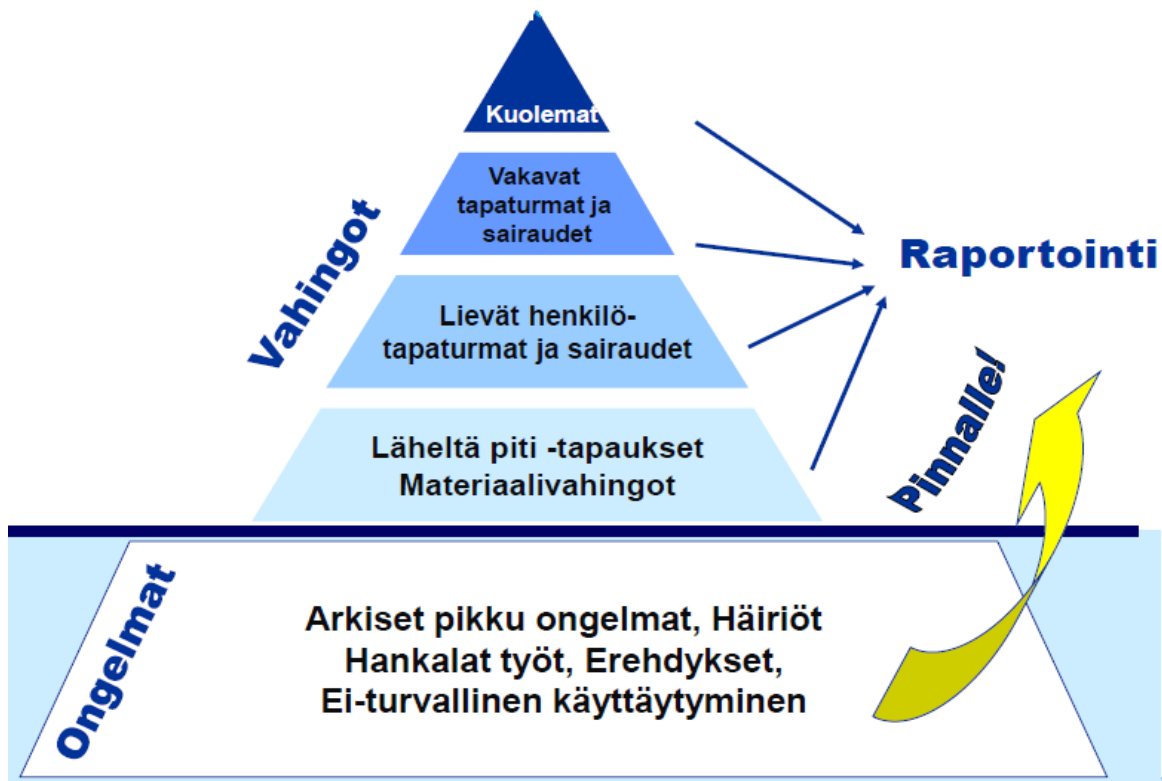 Kuolemat
Vakavat
tapaturmat ja
sairaudet
Vahingot
Raportointi
Lievät henkilö-
tapaturmat ja sairaudet
Pinnalle!
Läheltä piti -tapaukset
Materiaalivahingot
Ongelmat
Arkiset pikku ongelmat, Häiriöt
Hankalat työt, Erehdykset,
Ei-turvallinen käyttäytyminen